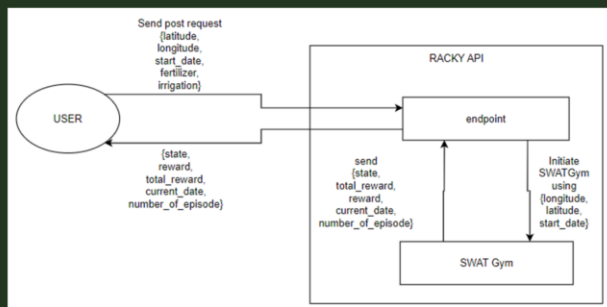 Send post request
{latitude,
longitude,
start_date,
fertilizer,
irrigation}
RACKY API
USER
endpoint
{state,
reward,
total_reward,
current_date,
number_of_episode}
send
{state,
total_reward,
reward,
current_date,
number_of_episode}
Initiate
SWATGym
using
{longitude,
latitude,
start_date}
SWAT Gym